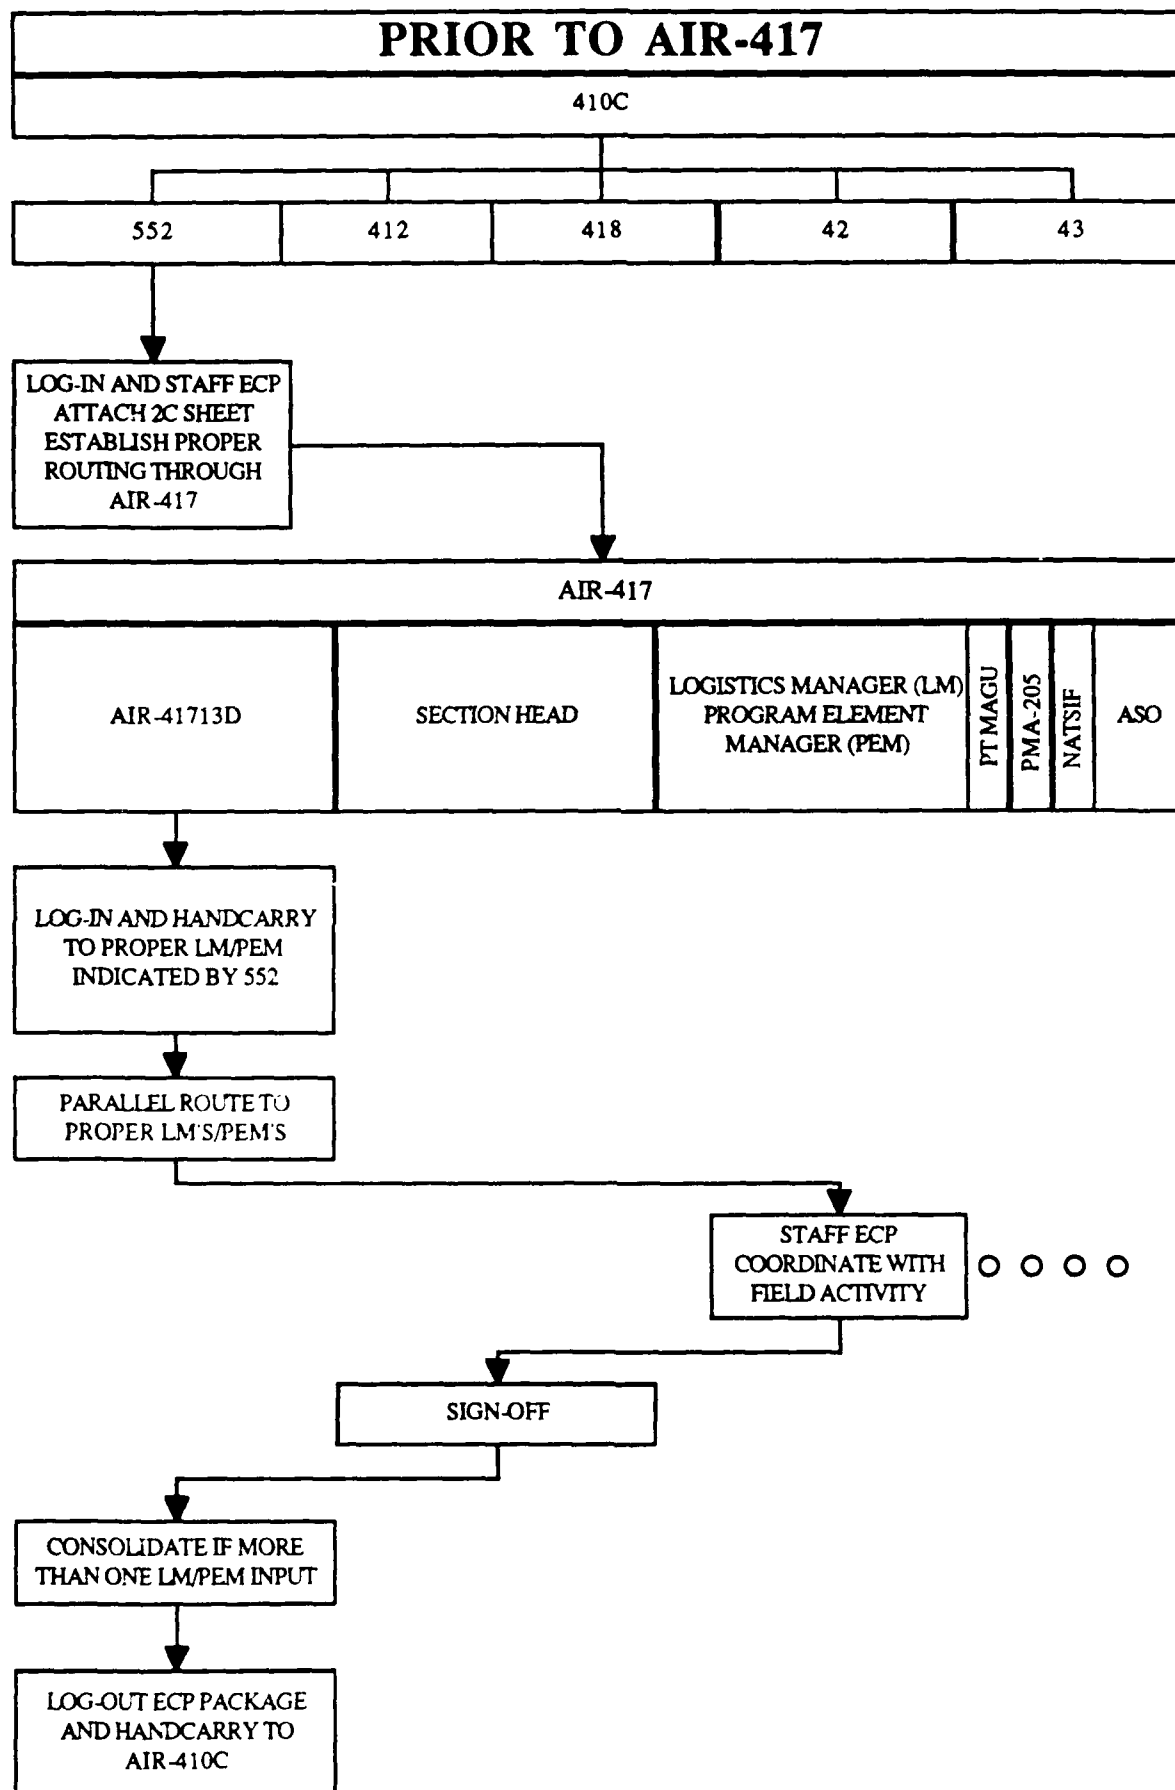 PRIOR TO AIR-417
410C
552
412
418
42
43
LOG-IN AND STAFF ECP
ATTACH 2C SHEET
ESTABLISH PROPER
ROUTING THROUGH
AIR-417
AIR-417
AIR-41713D
SECTION HEAD
LOGISTICS MANAGER (LM)
PROGRAM ELEMENT
MANAGER (PEM)
PT MAGU
PMA-205
NATSIF
ASO
LOG-IN AND HANDCARRY
TO PROPER LM/PEM
INDICATED BY 552
PARALLEL ROUTE TO
PROPER LM'S/PEM'S
STAFF ECP
COORDINATE WITH
FIELD ACTIVITY
SIGN-OFF
CONSOLIDATE IF MORE
THAN ONE LM/PEM INPUT
LOG-OUT ECP PACKAGE
AND HANDCARRY TO
AIR-410C